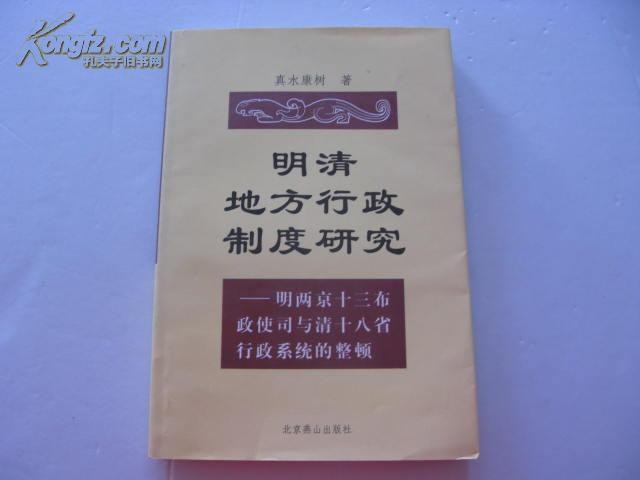 Kongfz.com
孔夫子旧书网
真水康树 著
明清
地方行政
制度研究
——明两京十三布
政使司与清十八省
行政系统的整顿
北京燕山出版社